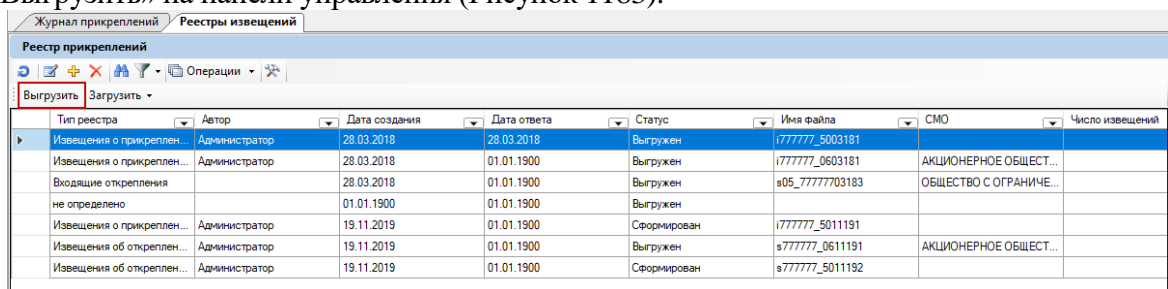 Выгрузить» на панели управления (Рисунок 1183).
Журнал прикреплений Реестры извещений
Реестр прикреплений
Операции
Выгрузить Загрузить
Тип реестра Автор Дата создания Дата ответа Статус Имя файла СМО Число извещений
Извещения о прикреплен... Администратор 28.03.2018 28.03.2018 Выгружен i777777_5003181
Извещения о прикреплен... Администратор 28.03.2018 01.01.1900 Выгружен i777777_0603181 АКЦИОНЕРНОЕ ОБЩЕСТ...
Входящие открепления 28.03.2018 01.01.1900 Выгружен s05_77777703183 ОБЩЕСТВО С ОГРАНИЧЕ...
не определено 01.01.1900 01.01.1900 Выгружен
Извещения о прикреплен... Администратор 19.11.2019 01.01.1900 Сформирован i777777_5011191
Извещения об откреплен... Администратор 19.11.2019 01.01.1900 Выгружен s777777_0611191 АКЦИОНЕРНОЕ ОБЩЕСТ...
Извещения об откреплен... Администратор 19.11.2019 01.01.1900 Сформирован s777777_5011192